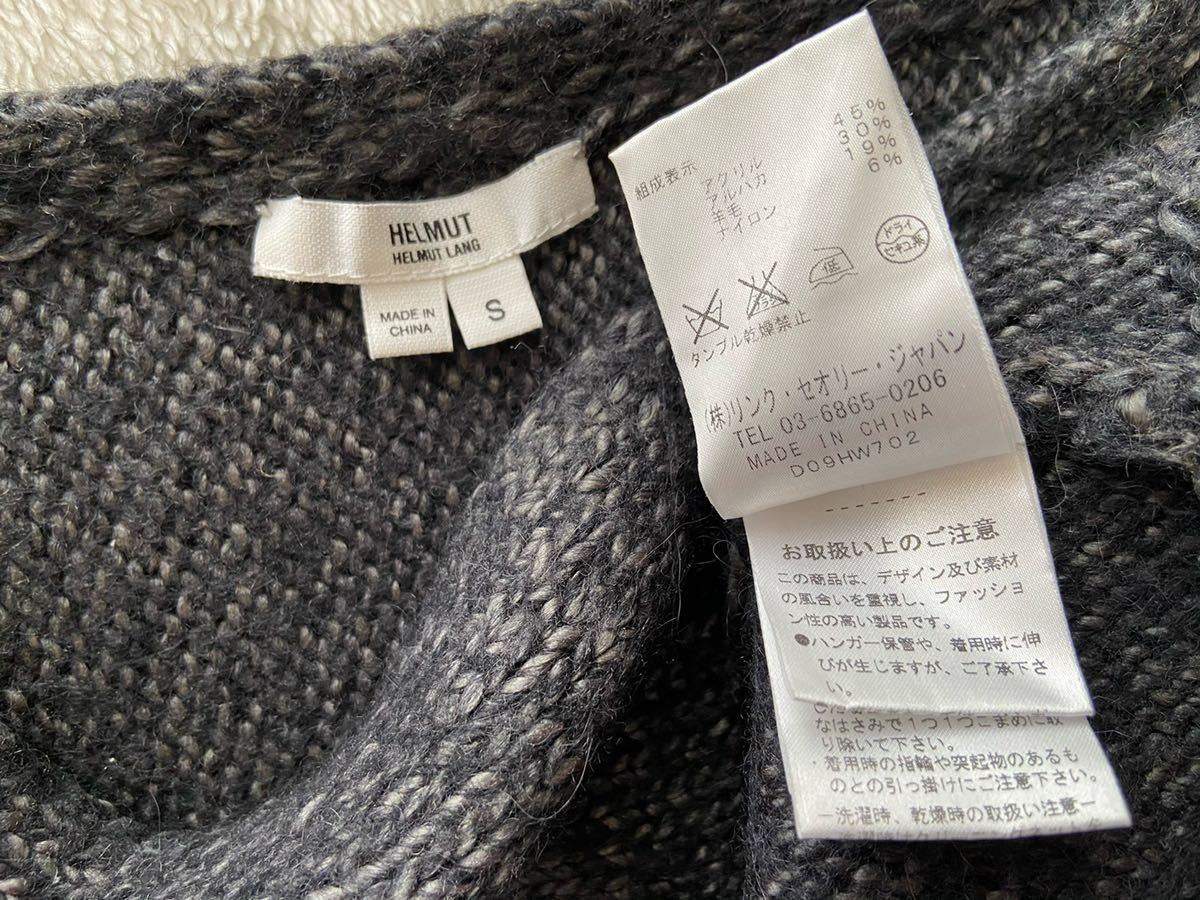 HELMUT
HELMUT LANG
MADE IN
CHINA
S
組成表示
アクリル 45%
アルパカ 30%
羊毛 19%
ナイロン 6%
低
ドライ
セキユ系
タンブル乾燥禁止
(株)リンク・セオリー・ジャパン
TEL 03-6865-0206
MADE IN CHINA
D09HW702
-------
お取扱い上のご注意
この商品は、デザイン及び素材
の風合いを重視し、ファッショ
ン性の高い製品です。
●ハンガー保管や、着用時に伸
びが生じますが、ご了承下さ
い。
なはさみで1つ1つこまめに取
り除いて下さい。
・着用時の指輪や突起物のあるも
のとの引っ掛けにご注意下さい。
ー洗濯時、乾燥時の取扱い注意ー